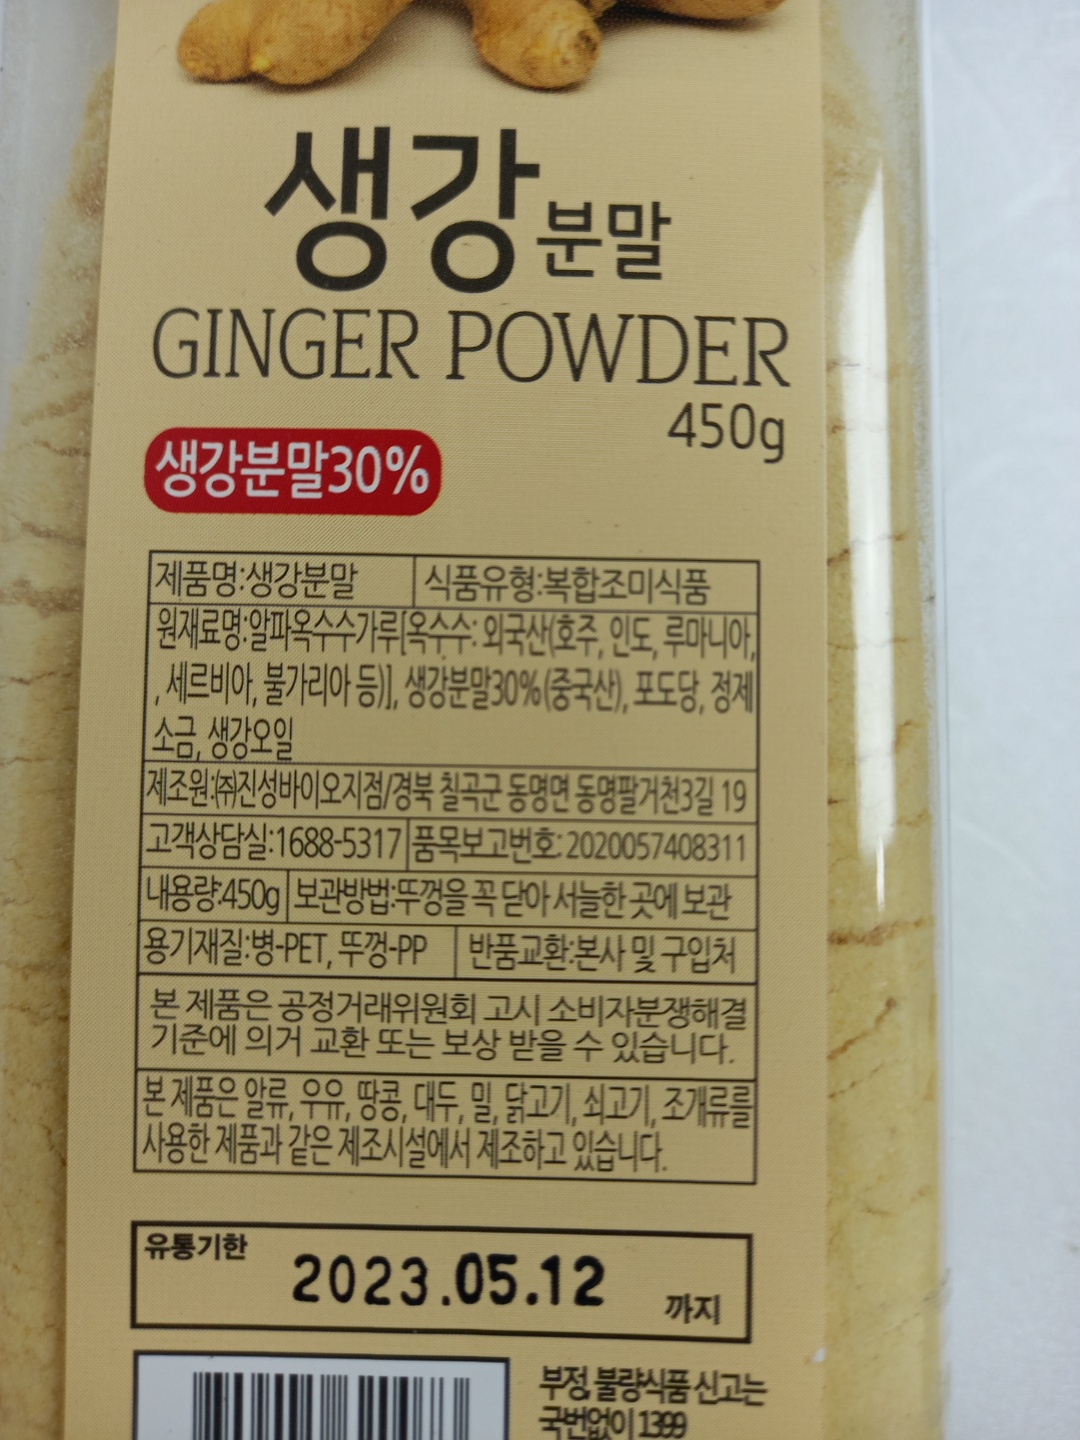 생강분말
GINGER POWDER
450g
생강분말30%
제품명:생강분말 식품유형:복합조미식품
원재료명:알파옥수수가루[옥수수: 외국산(호주, 인도, 루마니아,
, 세르비아, 불가리아 등)], 생강분말30%(중국산), 포도당, 정제
소금, 생강오일
제조원:㈜진성바이오지점/경북 칠곡군 동명면 동명팔거천3길 19
고객상담실:1688-5317 품목보고번호:2020057408311
내용량:450g 보관방법:뚜껑을 꼭 닫아 서늘한 곳에 보관
용기재질:병-PET, 뚜껑-PP 반품교환:본사 및 구입처
본 제품은 공정거래위원회 고시 소비자분쟁해결
기준에 의거 교환 또는 보상 받을 수 있습니다.
본 제품은 알류, 우유, 땅콩, 대두, 밀, 닭고기, 쇠고기, 조개류를
사용한 제품과 같은 제조시설에서 제조하고 있습니다.
유통기한 2023.05.12 까지
부정,불량식품 신고는
국번없이 1399